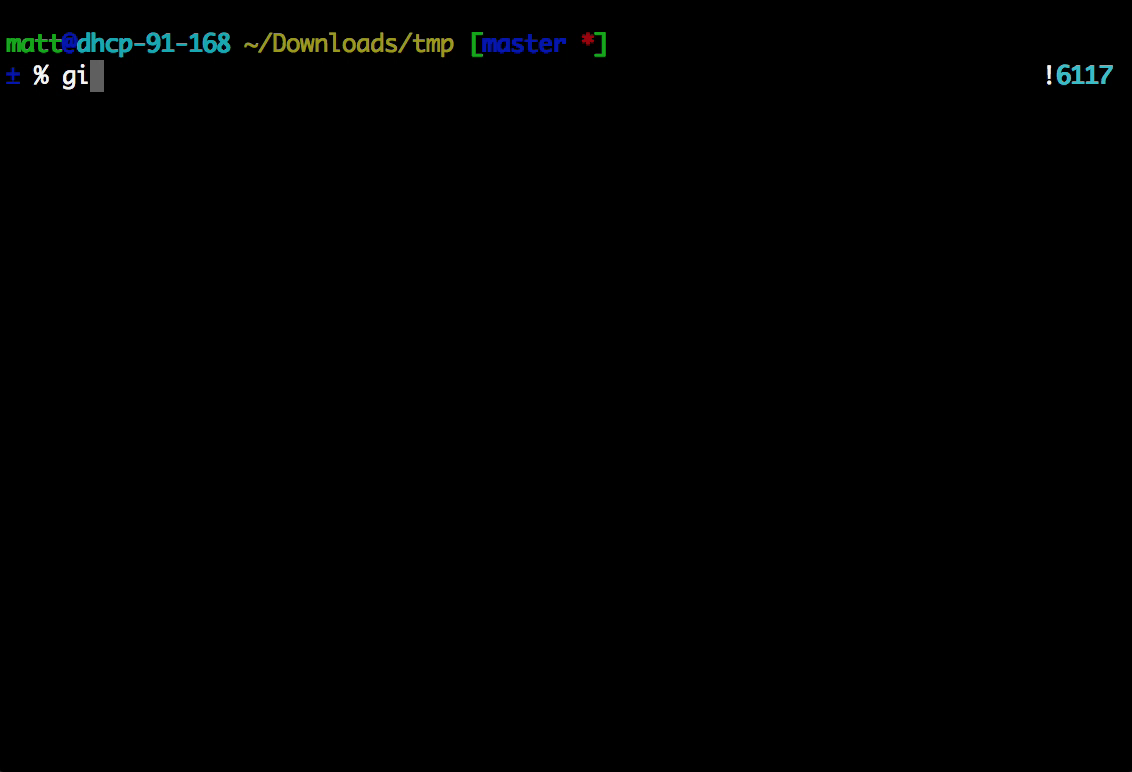 matt@dhcp-91-168 ~/Downloads/tmp [master *]
± % gi !6117